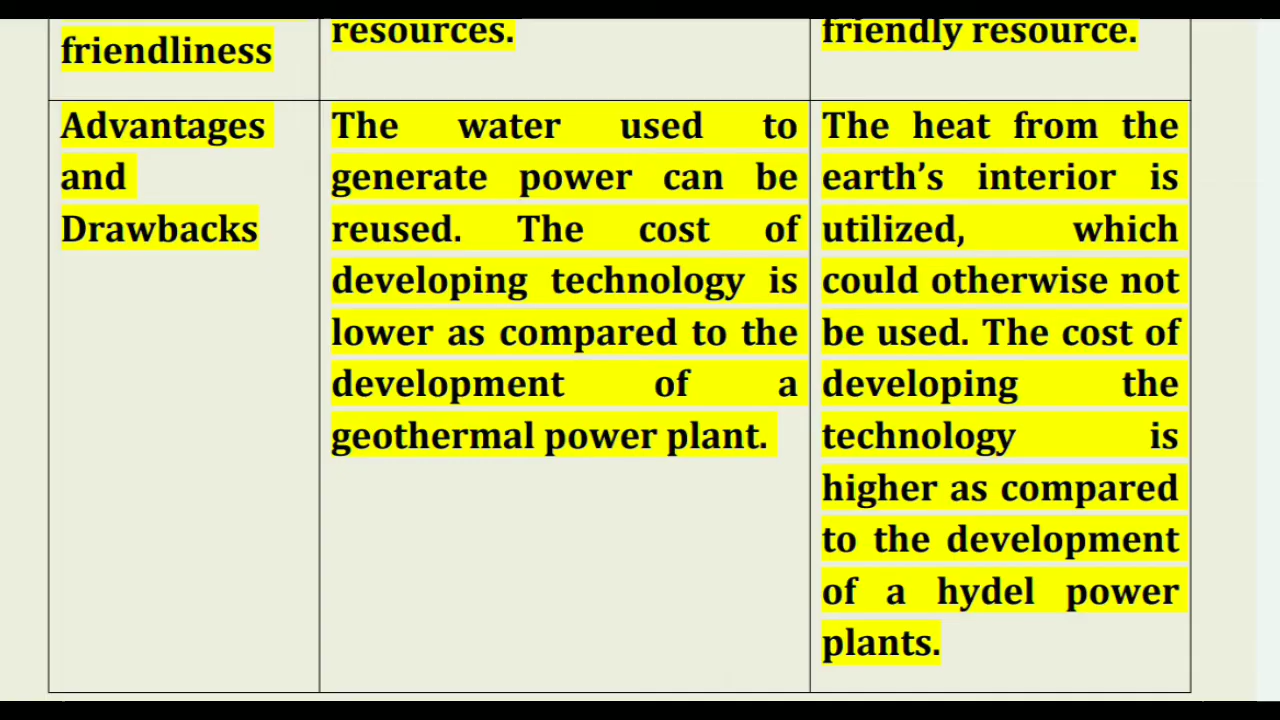 friendliness
resources.
friendly resource.
Advantages
and
Drawbacks
The water used to
generate power can be
reused. The cost of
developing technology is
lower as compared to the
development of a
geothermal power plant.
The heat from the
earth’s interior is
utilized, which
could otherwise not
be used. The cost of
developing the
technology is
higher as compared
to the development
of a hydel power
plants.